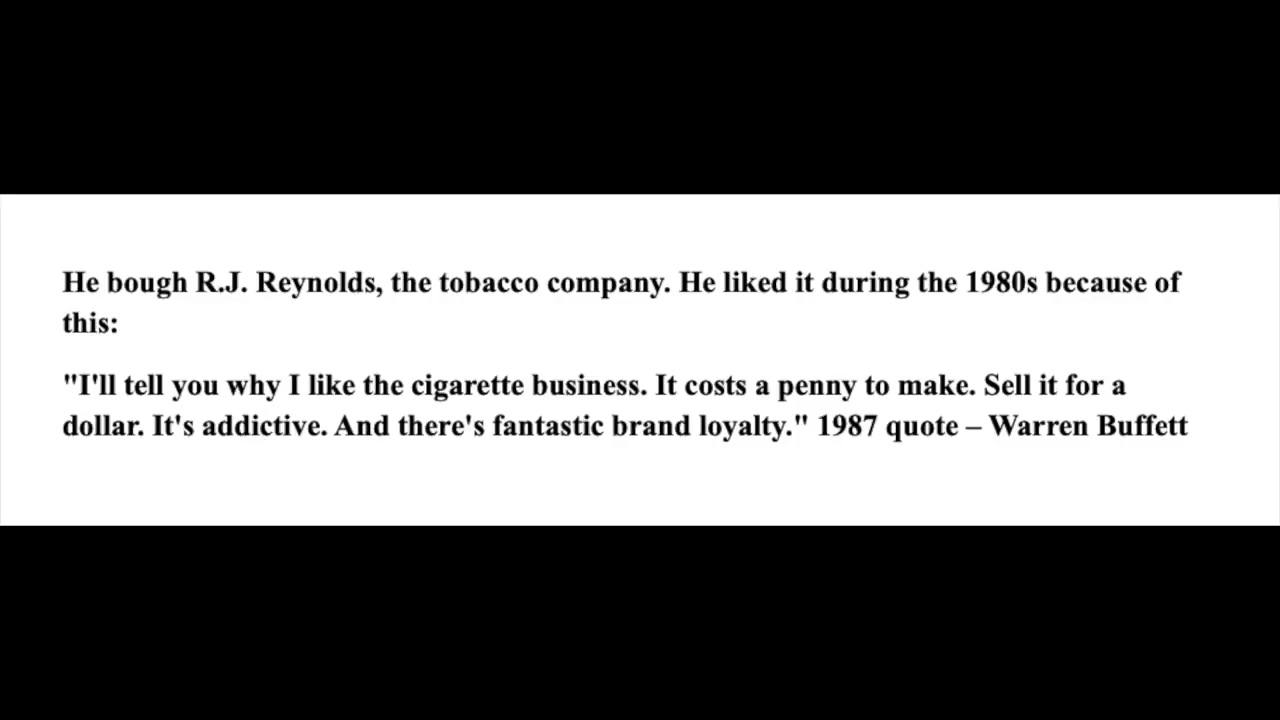 He bough R.J. Reynolds, the tobacco company. He liked it during the 1980s because of
this:
"I'll tell you why I like the cigarette business. It costs a penny to make. Sell it for a
dollar. It's addictive. And there's fantastic brand loyalty." 1987 quote – Warren Buffett